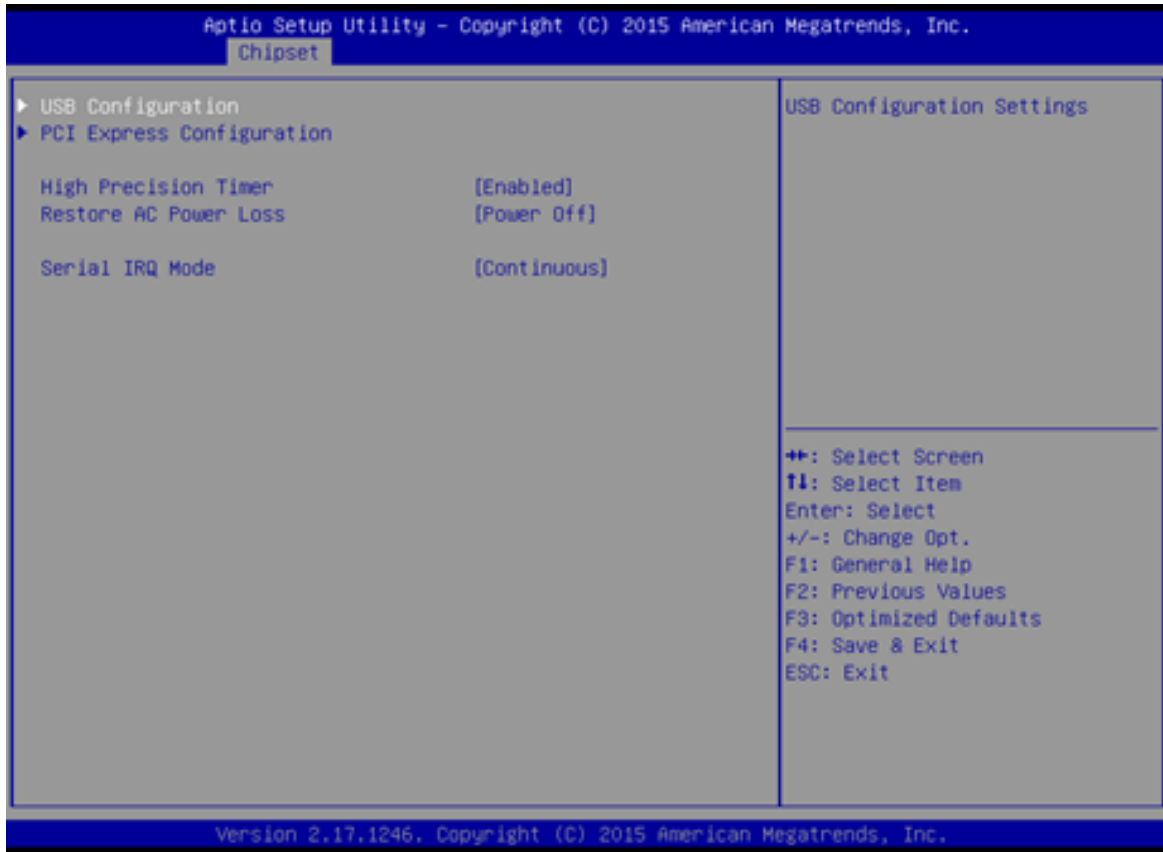 Aptio Setup Utility – Copyright (C) 2015 American Megatrends, Inc.
Chipset
► USB Configuration
► PCI Express Configuration
High Precision Timer [Enabled]
Restore AC Power Loss [Power Off]
Serial IRQ Mode [Continuous]
USB Configuration Settings
→←: Select Screen
↑↓: Select Item
Enter: Select
+/-: Change Opt.
F1: General Help
F2: Previous Values
F3: Optimized Defaults
F4: Save & Exit
ESC: Exit
Version 2.17.1246. Copyright (C) 2015 American Megatrends, Inc.